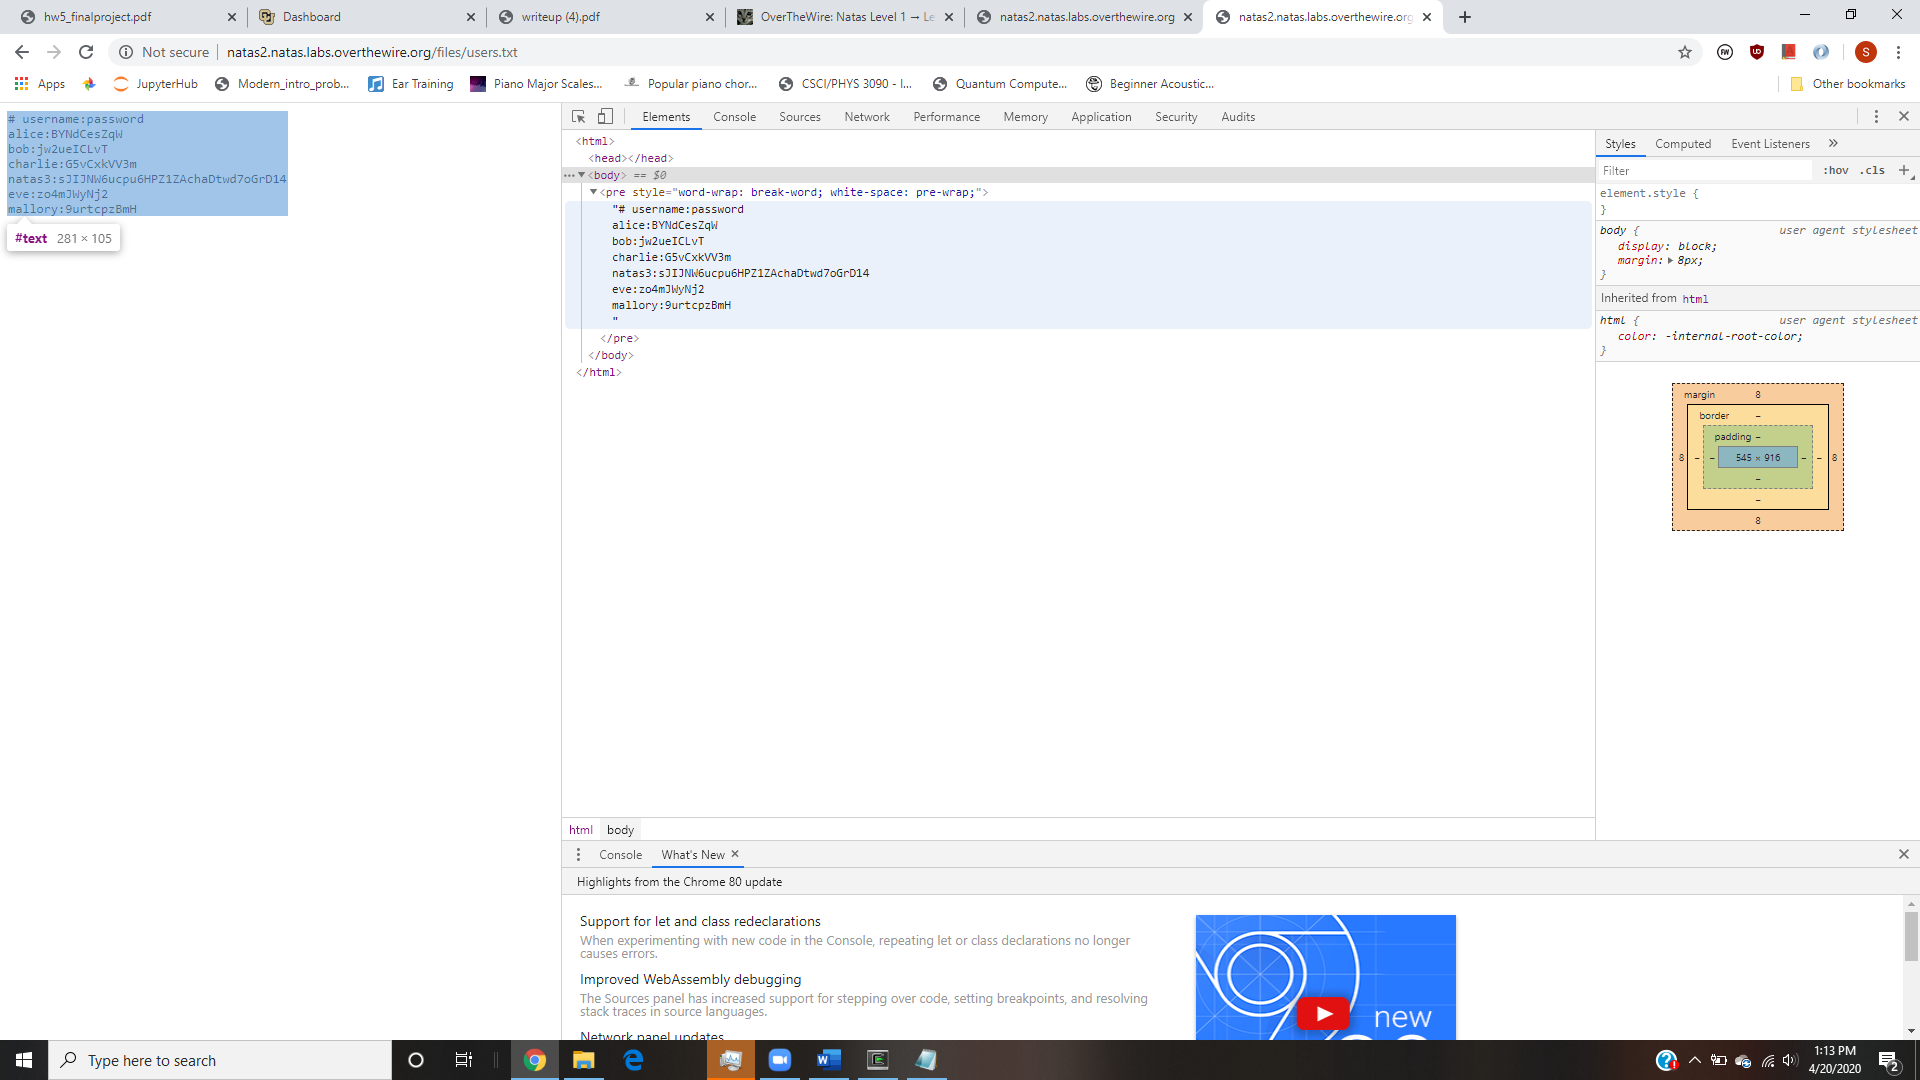 hw5_finalproject.pdf
Dashboard
writeup (4).pdf
OverTheWire: Natas Level 1 → Le
natas2.natas.labs.overthewire.org
natas2.natas.labs.overthewire.org
Not secure
natas2.natas.labs.overthewire.org/files/users.txt
S
Apps
JupyterHub
Modern_intro_prob...
Ear Training
Piano Major Scales...
Popular piano chor...
CSCI/PHYS 3090 - I...
Quantum Compute...
Beginner Acoustic...
Other bookmarks
# username:password
alice:BYNdCesZqW
bob:jw2ueICLvT
charlie:G5vCxkVV3m
natas3:sJIJNW6ucpu6HPZ1ZAchaDtwd7oGrD14
eve:zo4mJWyNj2
mallory:9urtcpzBmH
#text 281 × 105
Elements
Console
Sources
Network
Performance
Memory
Application
Security
Audits
<html>
<head></head>
<body> == $0
<pre style="word-wrap: break-word; white-space: pre-wrap;">
"# username:password
alice:BYNdCesZqW
bob:jw2ueICLvT
charlie:G5vCxkVV3m
natas3:sJIJNW6ucpu6HPZ1ZAchaDtwd7oGrD14
eve:zo4mJWyNj2
mallory:9urtcpzBmH
"
</pre>
</body>
</html>
Styles
Computed
Event Listeners
Filter
:hov
.cls
element.style {
}
body { user agent stylesheet
display: block;
margin: 8px;
}
Inherited from html
html { user agent stylesheet
color: -internal-root-color;
}
margin 8
border –
padding –
8 – – 545 × 916 – – 8
–
–
8
html
body
Console
What's New
Highlights from the Chrome 80 update
Support for let and class redeclarations
When experimenting with new code in the Console, repeating let or class declarations no longer
causes errors.
Improved WebAssembly debugging
The Sources panel has increased support for stepping over code, setting breakpoints, and resolving
stack traces in source languages.
Network panel updates
new
Type here to search
1:13 PM
4/20/2020
2